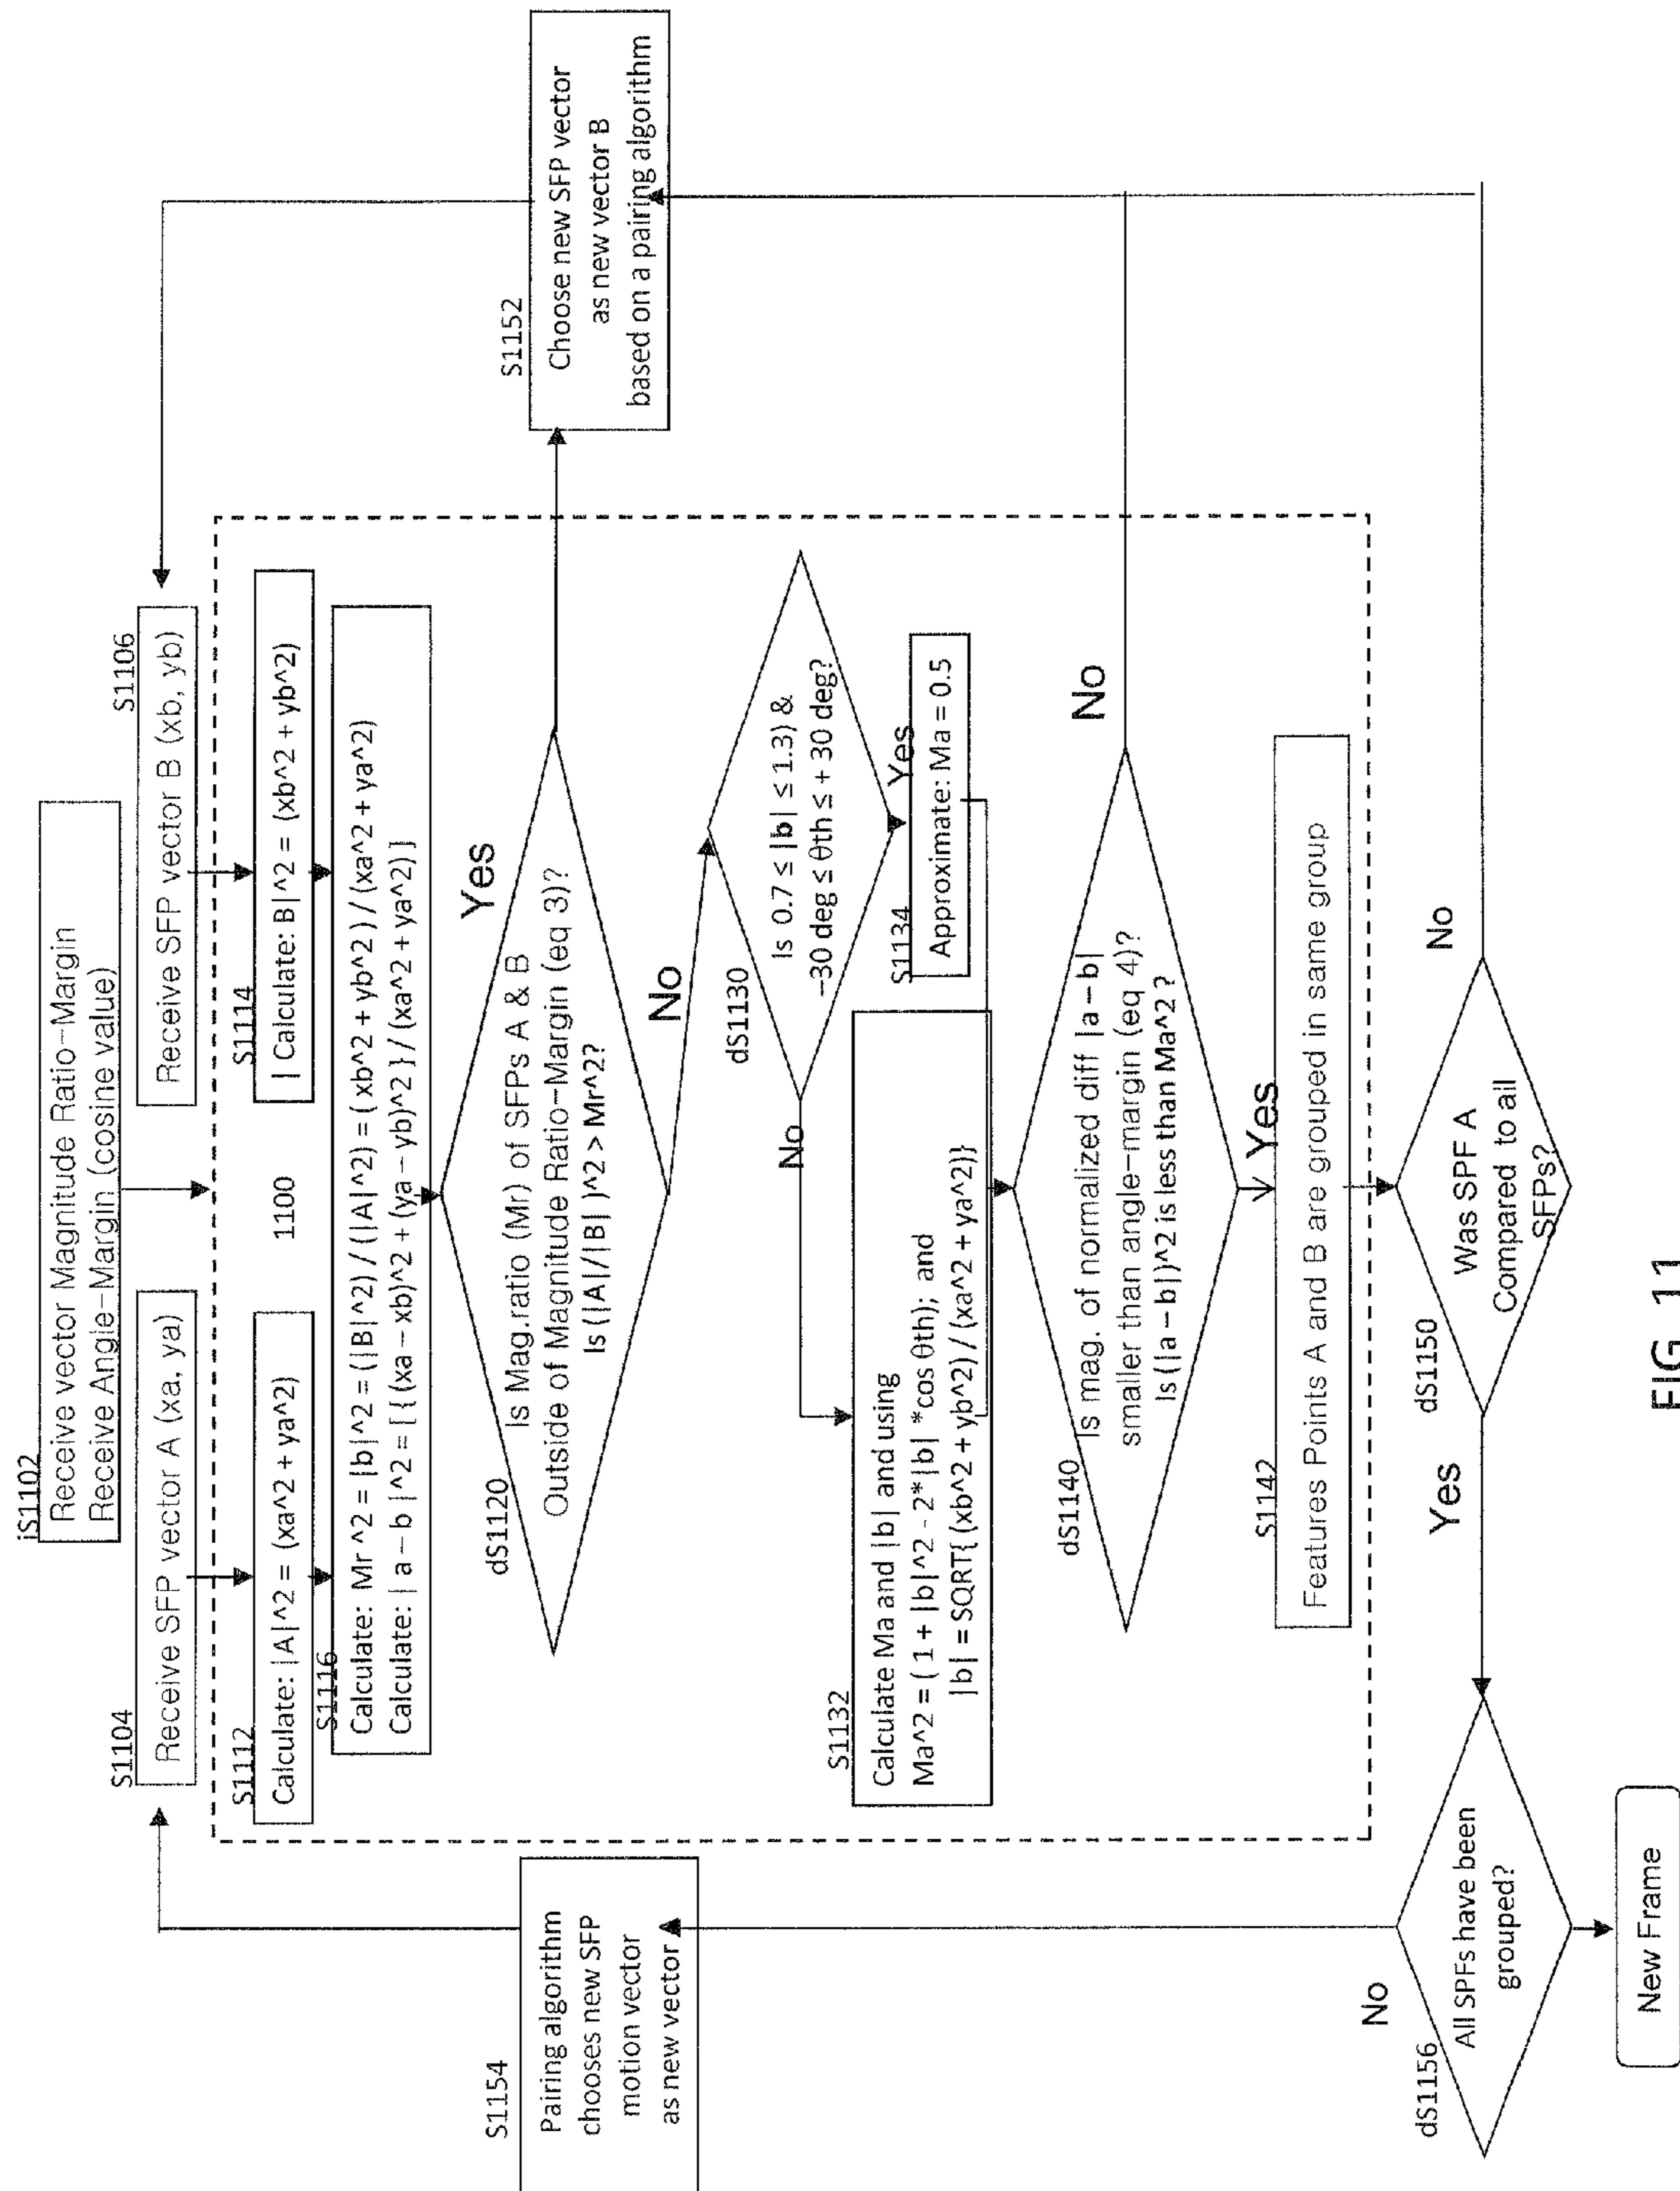 iS1102
Receive vector Magnitude Ratio-Margin
Receive Angle-Margin (cosine value)
S1104
Receive SFP vector A (xa, ya)
S1106
Receive SFP vector B (xb, yb)
S1112
Calculate: |A|^2 = (xa^2 + ya^2)
1100
S1114
| Calculate: B|^2 = (xb^2 + yb^2)
S1116
Calculate: Mr ^2 = |b|^2 = (|B|^2) / (|A|^2) = ( xb^2 + yb^2 ) / (xa^2 + ya^2)
Calculate: | a – b |^2 = [ { (xa – xb)^2 + (ya – yb)^2 } / (xa^2 + ya^2) ]
dS1120
Is Mag.ratio (Mr) of SFPs A & B
Outside of Magnitude Ratio-Margin (eq 3)?
Is (|A|/|B| )^2 > Mr^2?
Yes
No
S1152
Choose new SFP vector
as new vector B
based on a pairing algorithm
dS1130
Is 0.7 ≤ |b| ≤ 1.3) &
–30 deg ≤ θth ≤ + 30 deg?
No
Yes
S1134
Approximate: Ma = 0.5
S1132
Calculate Ma and |b| and using
Ma^2 = ( 1 + |b|^2 - 2*|b| *cos θth); and
|b| = SQRT{ (xb^2 + yb^2) / (xa^2 + ya^2)}
dS1140
Is mag. of normalized diff |a – b|
smaller than angle-margin (eq 4)?
Is (|a – b|)^2 is less than Ma^2 ?
No
Yes
S1142
Features Points A and B are grouped in same group
dS1150
Was SPF A
Compared to all
SFPs?
No
Yes
S1154
Pairing algorithm
chooses new SFP
motion vector
as new vector
dS1156
All SPFs have been
grouped?
No
New Frame
FIG. 11